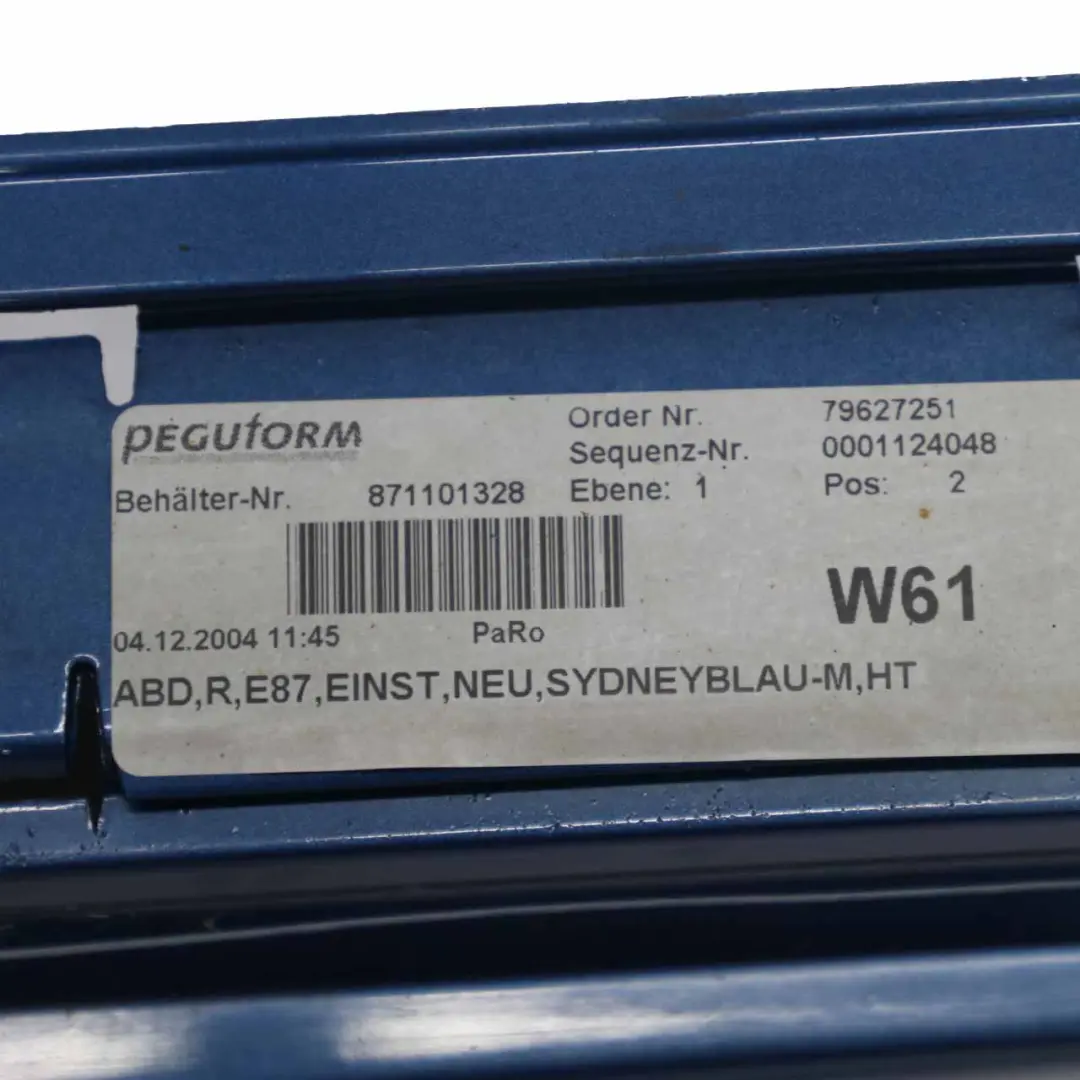 PEGUFORM
Order Nr. 79627251
Sequenz-Nr. 0001124048
Behälter-Nr. 871101328 Ebene: 1 Pos: 2
W61
04.12.2004 11:45 PaRo
ABD,R,E87,EINST,NEU,SYDNEYBLAU-M,HT